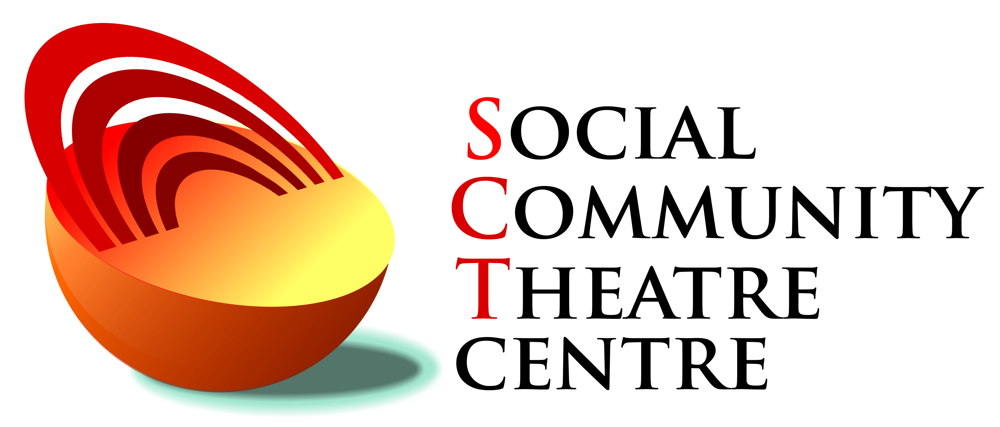 SOCIAL
COMMUNITY
THEATRE
CENTRE